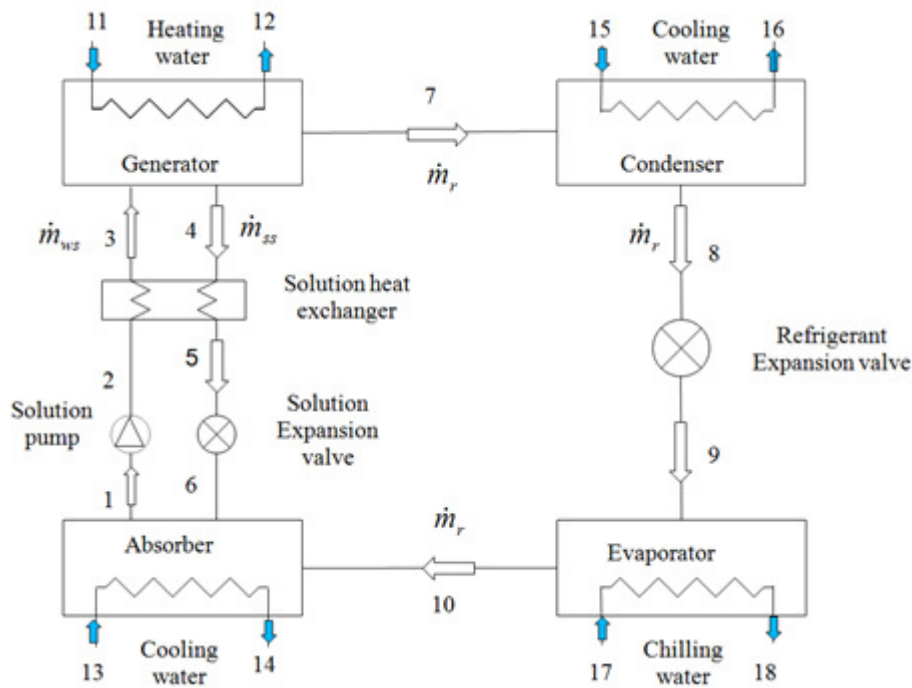 11
Heating
water
12
15
Cooling
water
16
7
Generator
ṁr
Condenser
ṁws
3
4
ṁss
ṁr
8
Solution heat
exchanger
Refrigerant
Expansion valve
5
2
Solution
pump
Solution
Expansion
valve
9
1
6
ṁr
Absorber
Evaporator
10
13
Cooling
water
14
17
Chilling
water
18